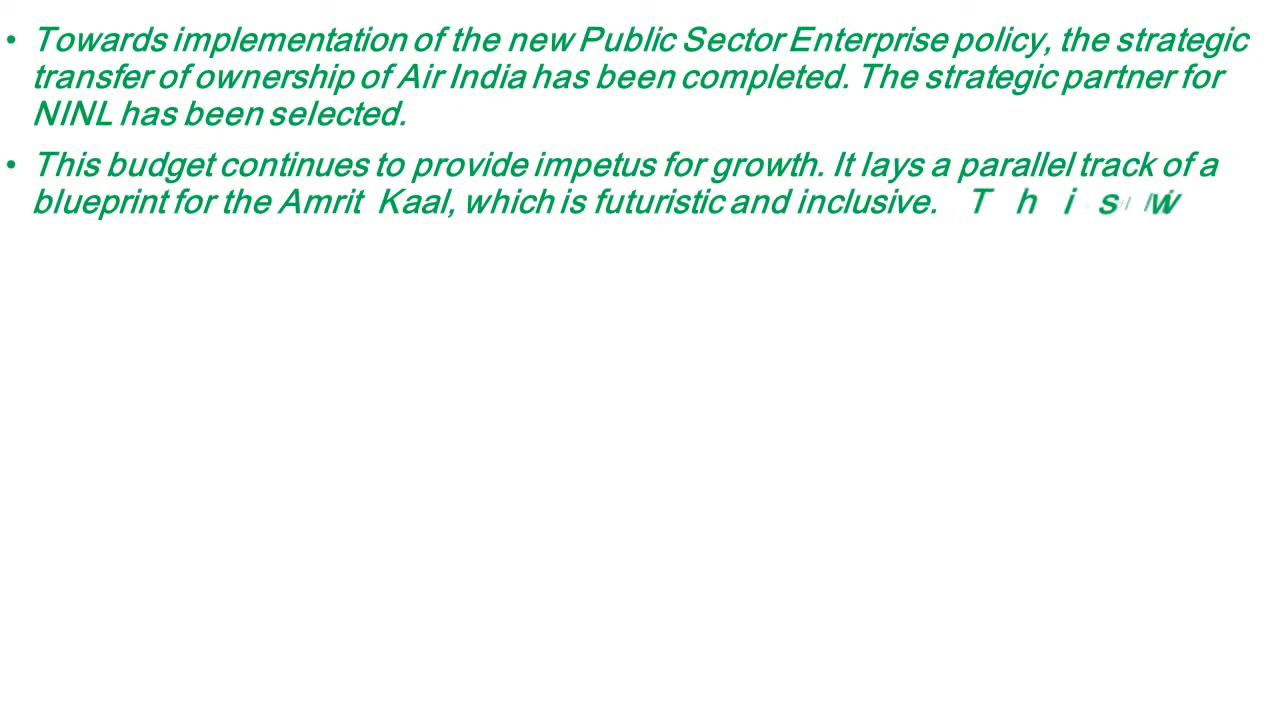 • Towards implementation of the new Public Sector Enterprise policy, the strategic
transfer of ownership of Air India has been completed. The strategic partner for
NINL has been selected.
• This budget continues to provide impetus for growth. It lays a parallel track of a
blueprint for the Amrit Kaal, which is futuristic and inclusive. This